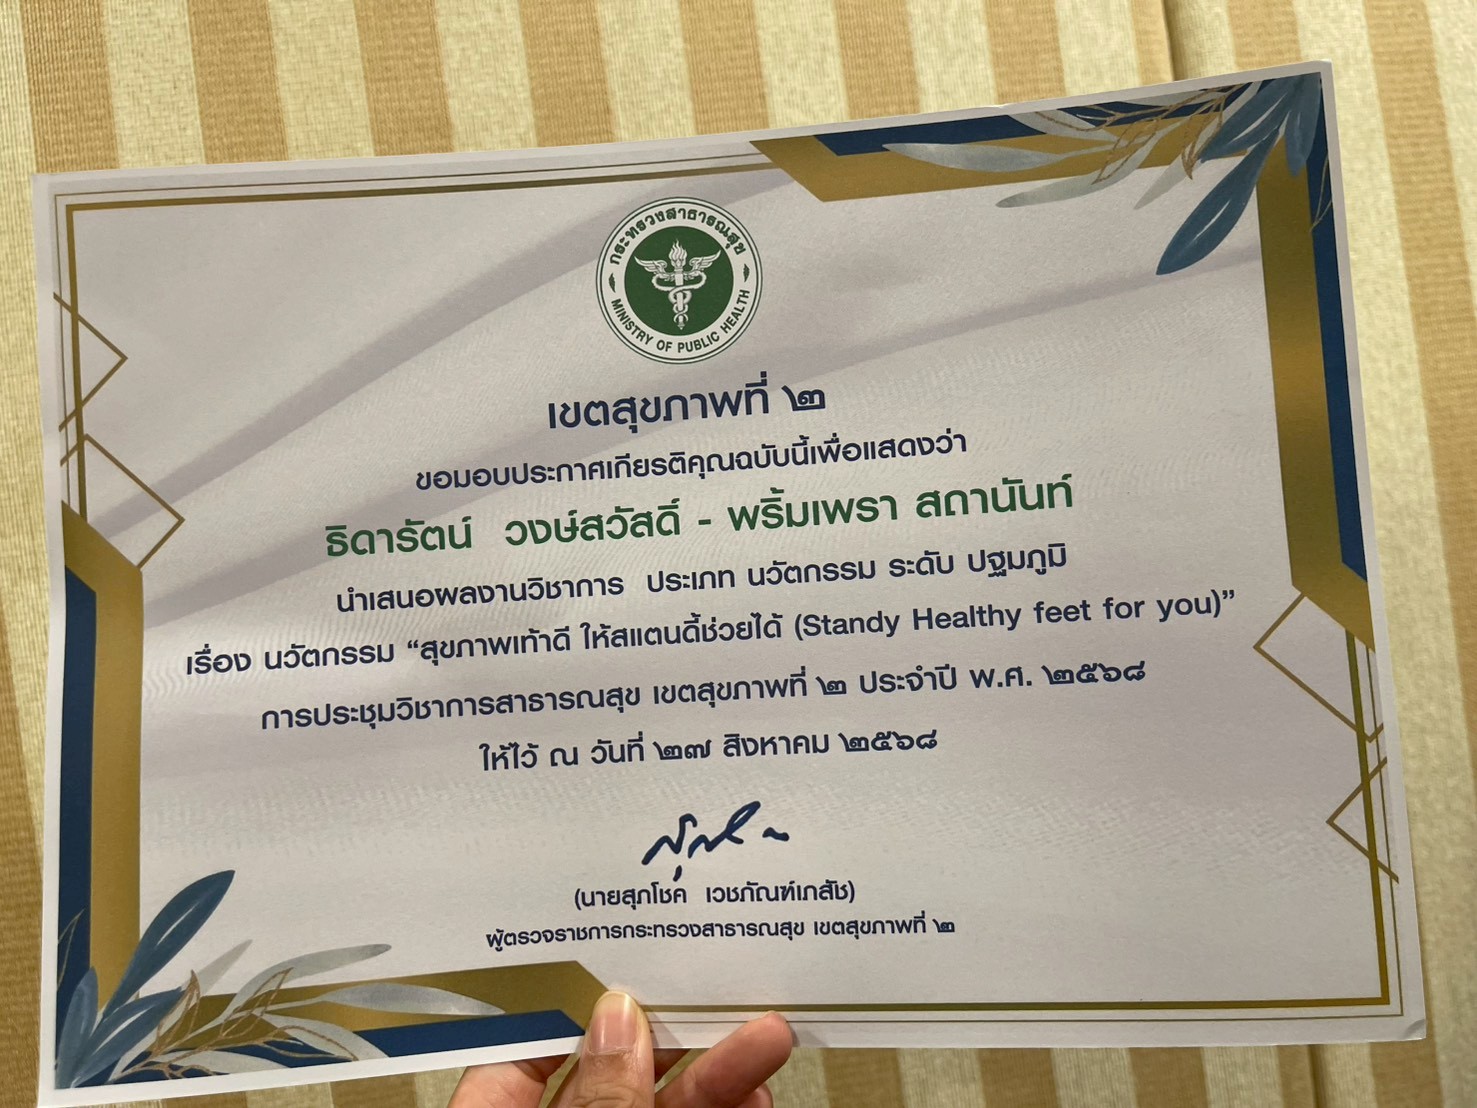 กระทรวงสาธารณสุข
MINISTRY OF PUBLIC HEALTH
เขตสุขภาพที่ ๒
ขอมอบประกาศเกียรติคุณฉบับนี้เพื่อแสดงว่า
ธิดารัตน์ วงษ์สวัสดิ์ - พริ้มเพรา สถานันท์
นำเสนอผลงานวิชาการ ประเภท นวัตกรรม ระดับ ปฐมภูมิ
เรื่อง นวัตกรรม “สุขภาพเท้าดี ให้สแตนดี้ช่วยได้ (Standy Healthy feet for you)”
การประชุมวิชาการสาธารณสุข เขตสุขภาพที่ ๒ ประจำปี พ.ศ. ๒๕๖๘
ให้ไว้ ณ วันที่ ๒๗ สิงหาคม ๒๕๖๘
(นายสุภโชค เวชภัณฑ์เภสัช)
ผู้ตรวจราชการกระทรวงสาธารณสุข เขตสุขภาพที่ ๒